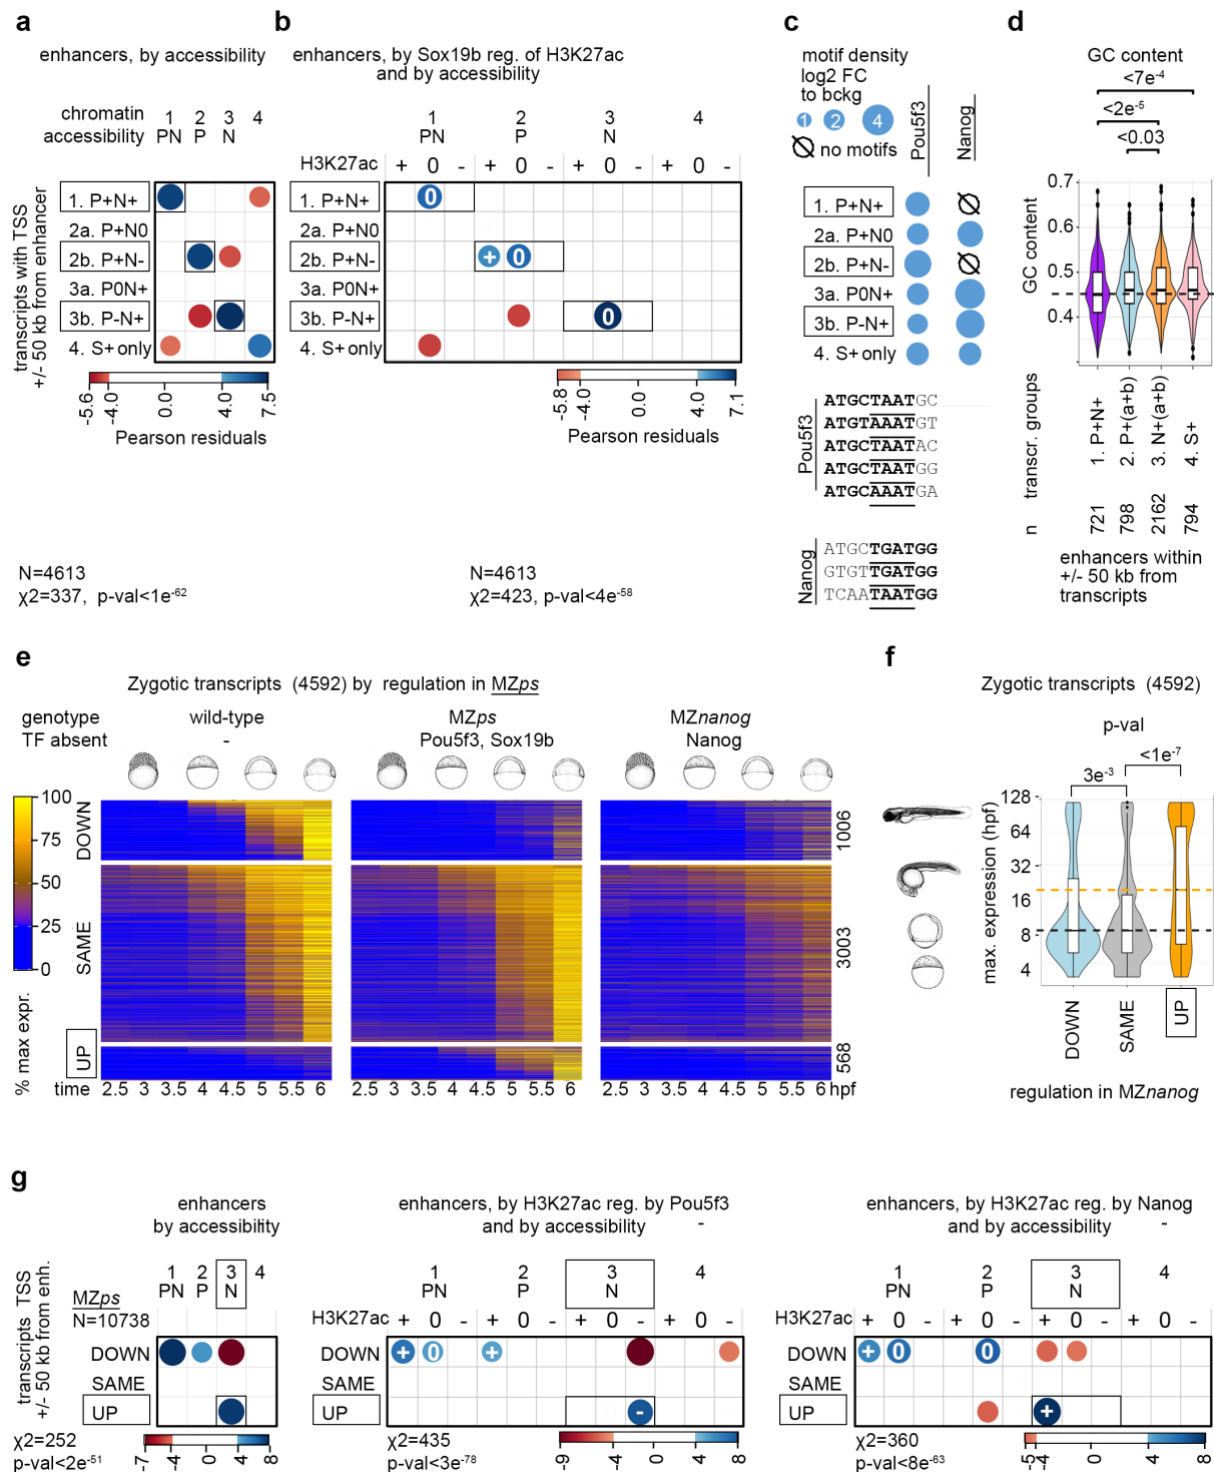 a
enhancers, by accessibility
chromatin accessibility
1 2 3 4
PN P N
transcripts with TSS
+/- 50 kb from enhancer
1. P+N+
2a. P+N0
2b. P+N-
3a. P0N+
3b. P-N+
4. S+ only
-5.6 -4.0 0.0 4.0 7.5
Pearson residuals
N=4613
χ2=337, p-val<1e-62
b
enhancers, by Sox19b reg. of H3K27ac
and by accessibility
1 2 3 4
PN P N
H3K27ac + 0 - + 0 - + 0 - + 0 -
1. P+N+
0
2a. P+N0
2b. P+N-
+ 0
3a. P0N+
3b. P-N+
0
4. S+ only
-5.8 -4.0 0.0 4.0 7.1
Pearson residuals
N=4613
χ2=423, p-val<4e-58
c
motif density
log2 FC
to bckg
1 2 4
∅ no motifs
Pou5f3
Nanog
1. P+N+ ∅
2a. P+N0
2b. P+N- ∅
3a. P0N+
3b. P-N+
4. S+ only
Pou5f3
ATGCTAATGC
ATGTAAATGT
ATGCTAATAC
ATGCTAATGG
ATGCAAATGA
Nanog
ATGCTGATGG
GTGTTGATGG
TCAATAATGG
d
GC content
<7e-4
<2e-5
<0.03
GC content
0.7
0.6
0.5
0.4
transcr. groups
1. P+N+
2. P+(a+b)
3. N+(a+b)
4. S+
n
721
798
2162
794
enhancers within
+/- 50 kb from
transcripts
e
Zygotic transcripts (4592) by regulation in MZps
genotype wild-type MZps MZnanog
TF absent - Pou5f3, Sox19b Nanog
100
75
50
25
0
% max expr.
DOWN
SAME
UP
1006
3003
568
time 2.5 3 3.5 4 4.5 5 5.5 6 2.5 3 3.5 4 4.5 5 5.5 6 2.5 3 3.5 4 4.5 5 5.5 6 hpf
f
Zygotic transcripts (4592)
p-val
<1e-7
3e-3
max. expression (hpf)
128
64
32
16
8
4
DOWN
SAME
UP
regulation in MZnanog
g
enhancers
by accessibility
transcripts TSS
+/- 50 kb from enh.
1 2 3 4
PN P N
MZps
N=10738
DOWN
SAME
UP
χ2=252
p-val<2e-51
-7 -4 0 4 8
enhancers, by H3K27ac reg. by Pou5f3
and by accessibility -
1 2 3 4
PN P N
H3K27ac + 0 - + 0 - + 0 - + 0 -
DOWN + 0 +
SAME
UP -
χ2=435
p-val<3e-78
-9 -4 0 4 8
enhancers, by H3K27ac reg. by Nanog
and by accessibility -
1 2 3 4
PN P N
H3K27ac + 0 - + 0 - + 0 - + 0 -
DOWN + 0 0
SAME
UP +
χ2=360
p-val<8e-63
-5 -4 0 4 8